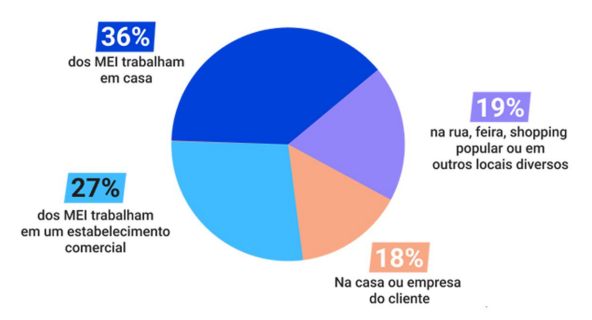 36%
dos MEI trabalham
em casa
19%
na rua, feira, shopping
popular ou em
outros locais diversos
27%
dos MEI trabalham
em um estabelecimento
comercial
18%
Na casa ou empresa
do cliente